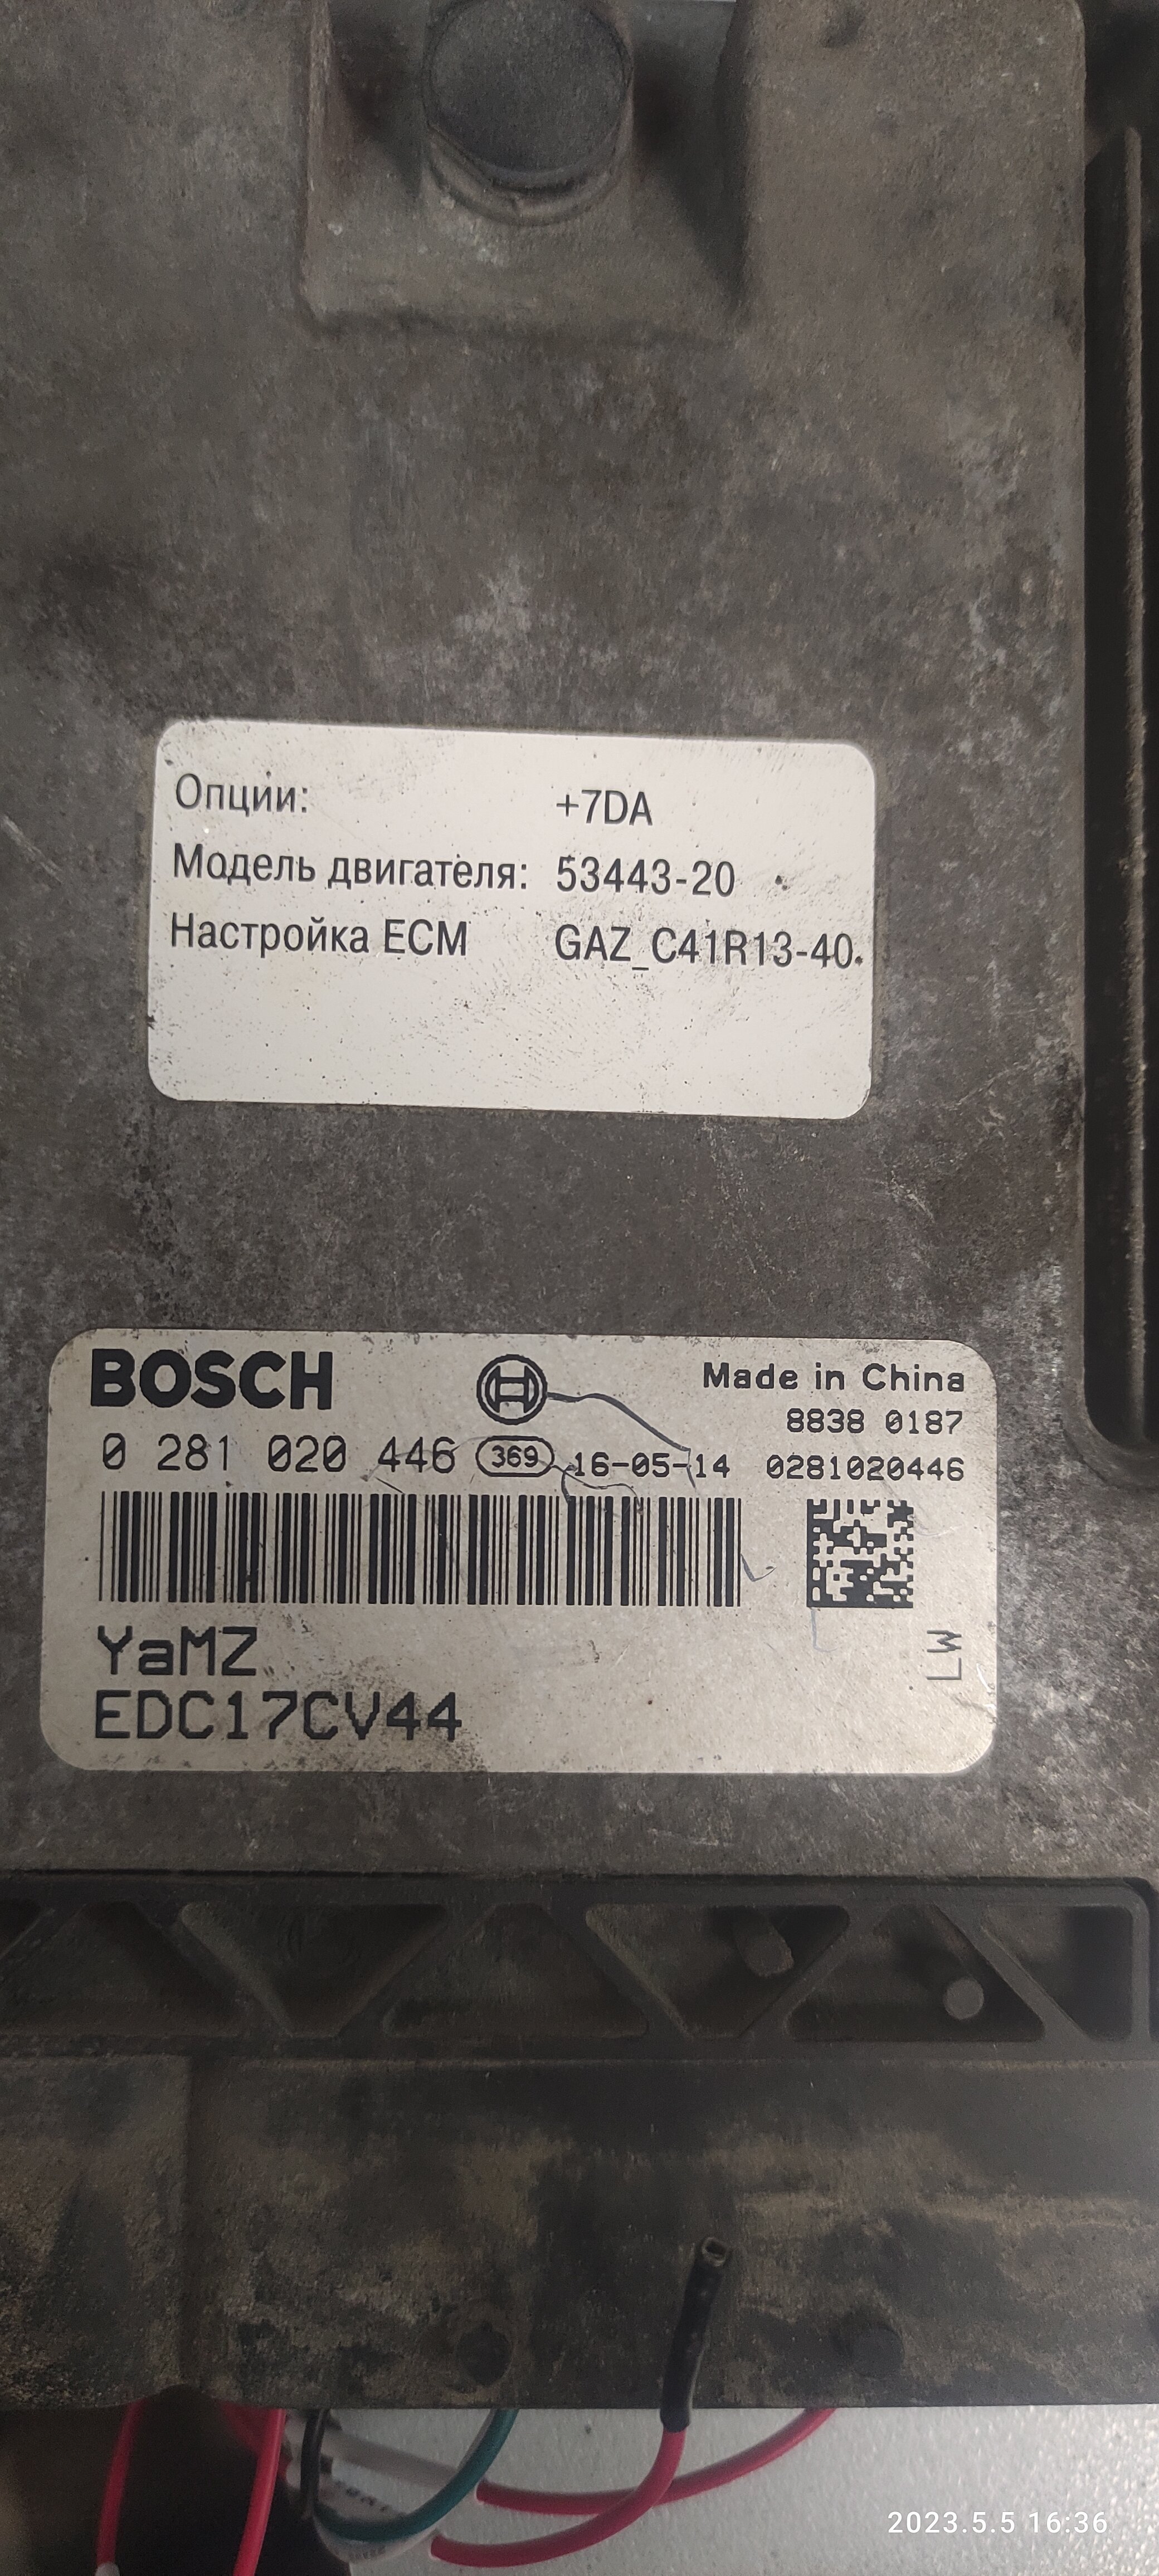 Опции: +7DA
Модель двигателя: 53443-20
Настройка ECM GAZ_C41R13-40.
BOSCH Made in China
8838 0187
0 281 020 446 369 16-05-14 0281020446
YaMZ
LW
EDC17CV44
2023.5.5 16:36